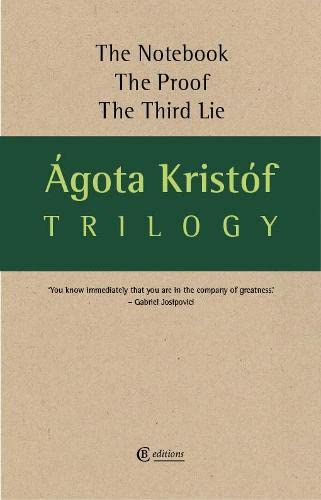 The Notebook
The Proof
The Third Lie
Ágota Kristóf
TRILOGY
'You know immediately that you are in the company of greatness.'
– Gabriel Josipovici
CB editions